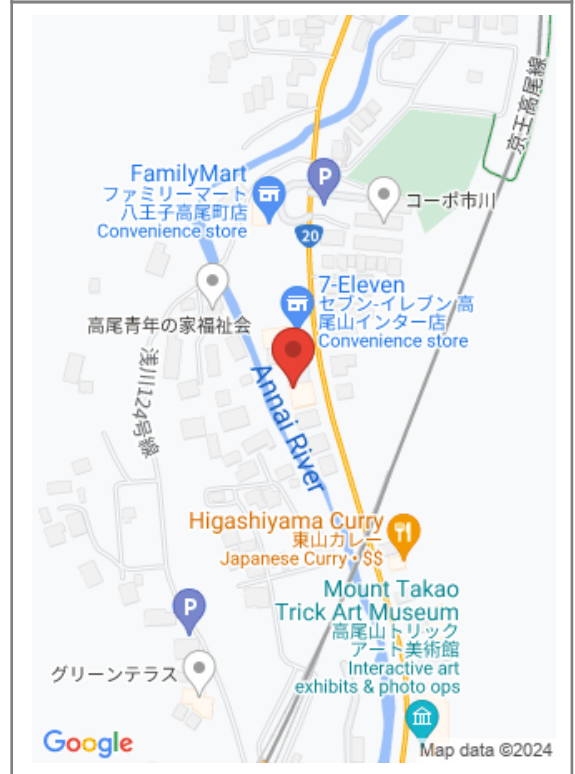 京王高尾線
FamilyMart
ファミリーマート
八王子高尾町店
Convenience store
P
コーポ市川
20
7-Eleven
セブン-イレブン 高
尾山インター店
Convenience store
高尾青年の家福祉会
浅川124号線
Annai River
Higashiyama Curry
東山カレー
Japanese Curry • $$
Mount Takao
Trick Art Museum
高尾山トリック
アート美術館
Interactive art
exhibits & photo ops
P
グリーンテラス
Google
Map data ©2024